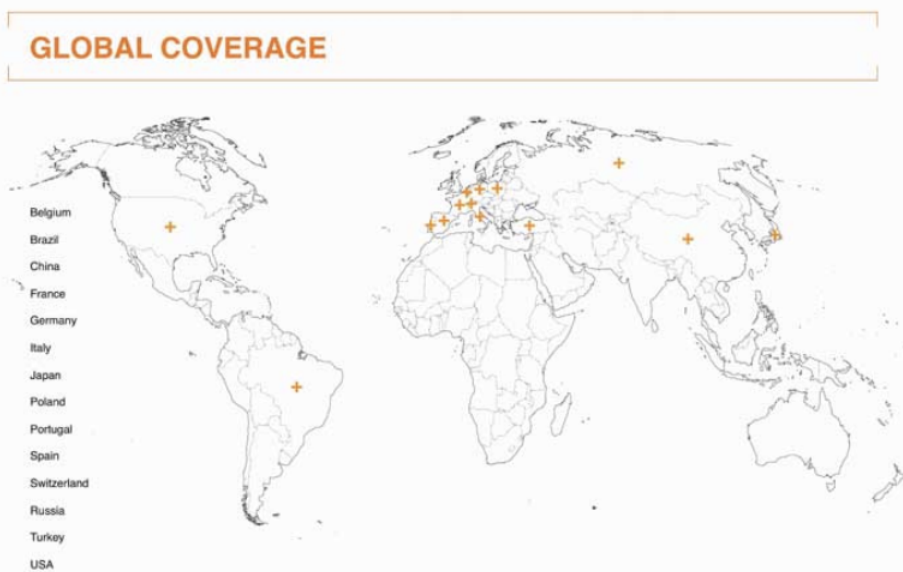 GLOBAL COVERAGE
Belgium
Brazil
China
France
Germany
Italy
Japan
Poland
Portugal
Spain
Switzerland
Russia
Turkey
USA